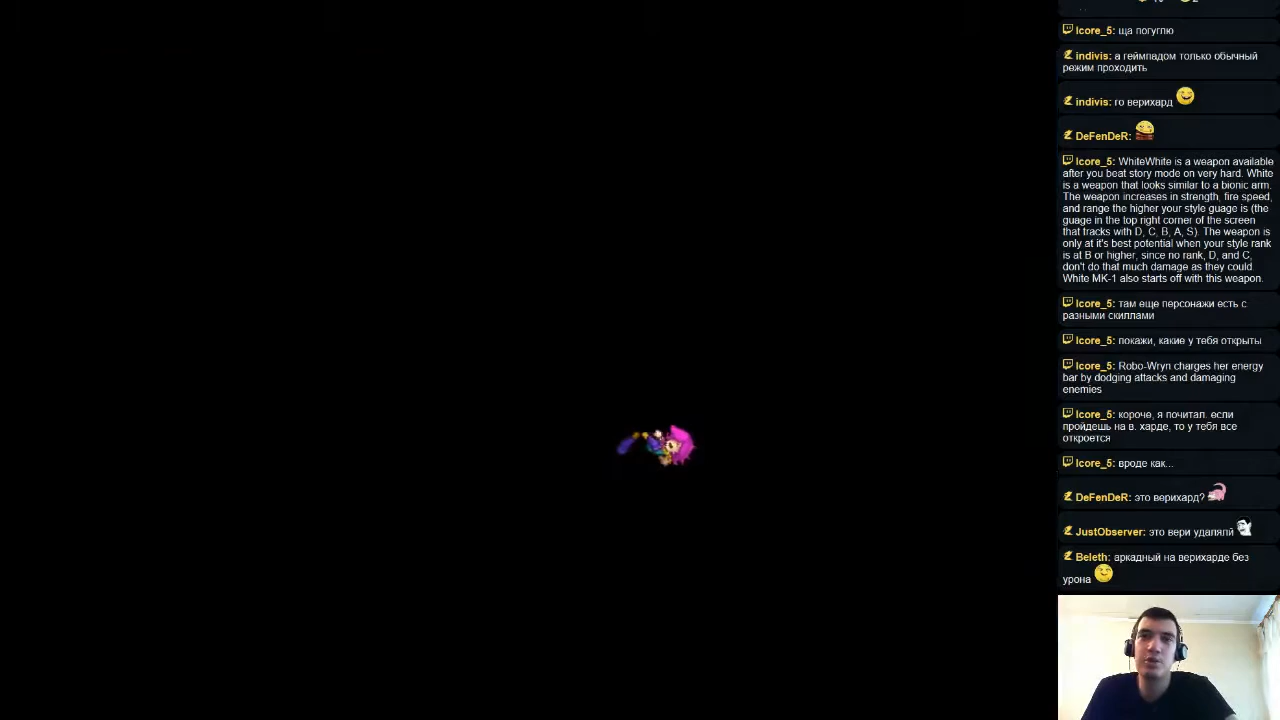 Icore_5: ща погуглю
indivis: а геймпадом только обычный
режим проходить
indivis: го верихард
DeFenDeR:
Icore_5: WhiteWhite is a weapon available
after you beat story mode on very hard. White
is a weapon that looks similar to a bionic arm.
The weapon increases in strength, fire speed,
and range the higher your style guage is (the
guage in the top right corner of the screen
that tracks with D, C, B, A, S). The weapon is
only at it's best potential when your style rank
is at B or higher, since no rank, D, and C,
don't do that much damage as they could.
White MK-1 also starts off with this weapon.
Icore_5: там еще персонажи есть с
разными скиллами
Icore_5: покажи, какие у тебя открыты
Icore_5: Robo-Wryn charges her energy
bar by dodging attacks and damaging
enemies
Icore_5: короче, я почитал. если
пройдешь на в. харде, то у тебя все
откроется
Icore_5: вроде как...
DeFenDeR: это верихард?
JustObserver: это вери удаляй
Beleth: аркадный на верихарде без
урона